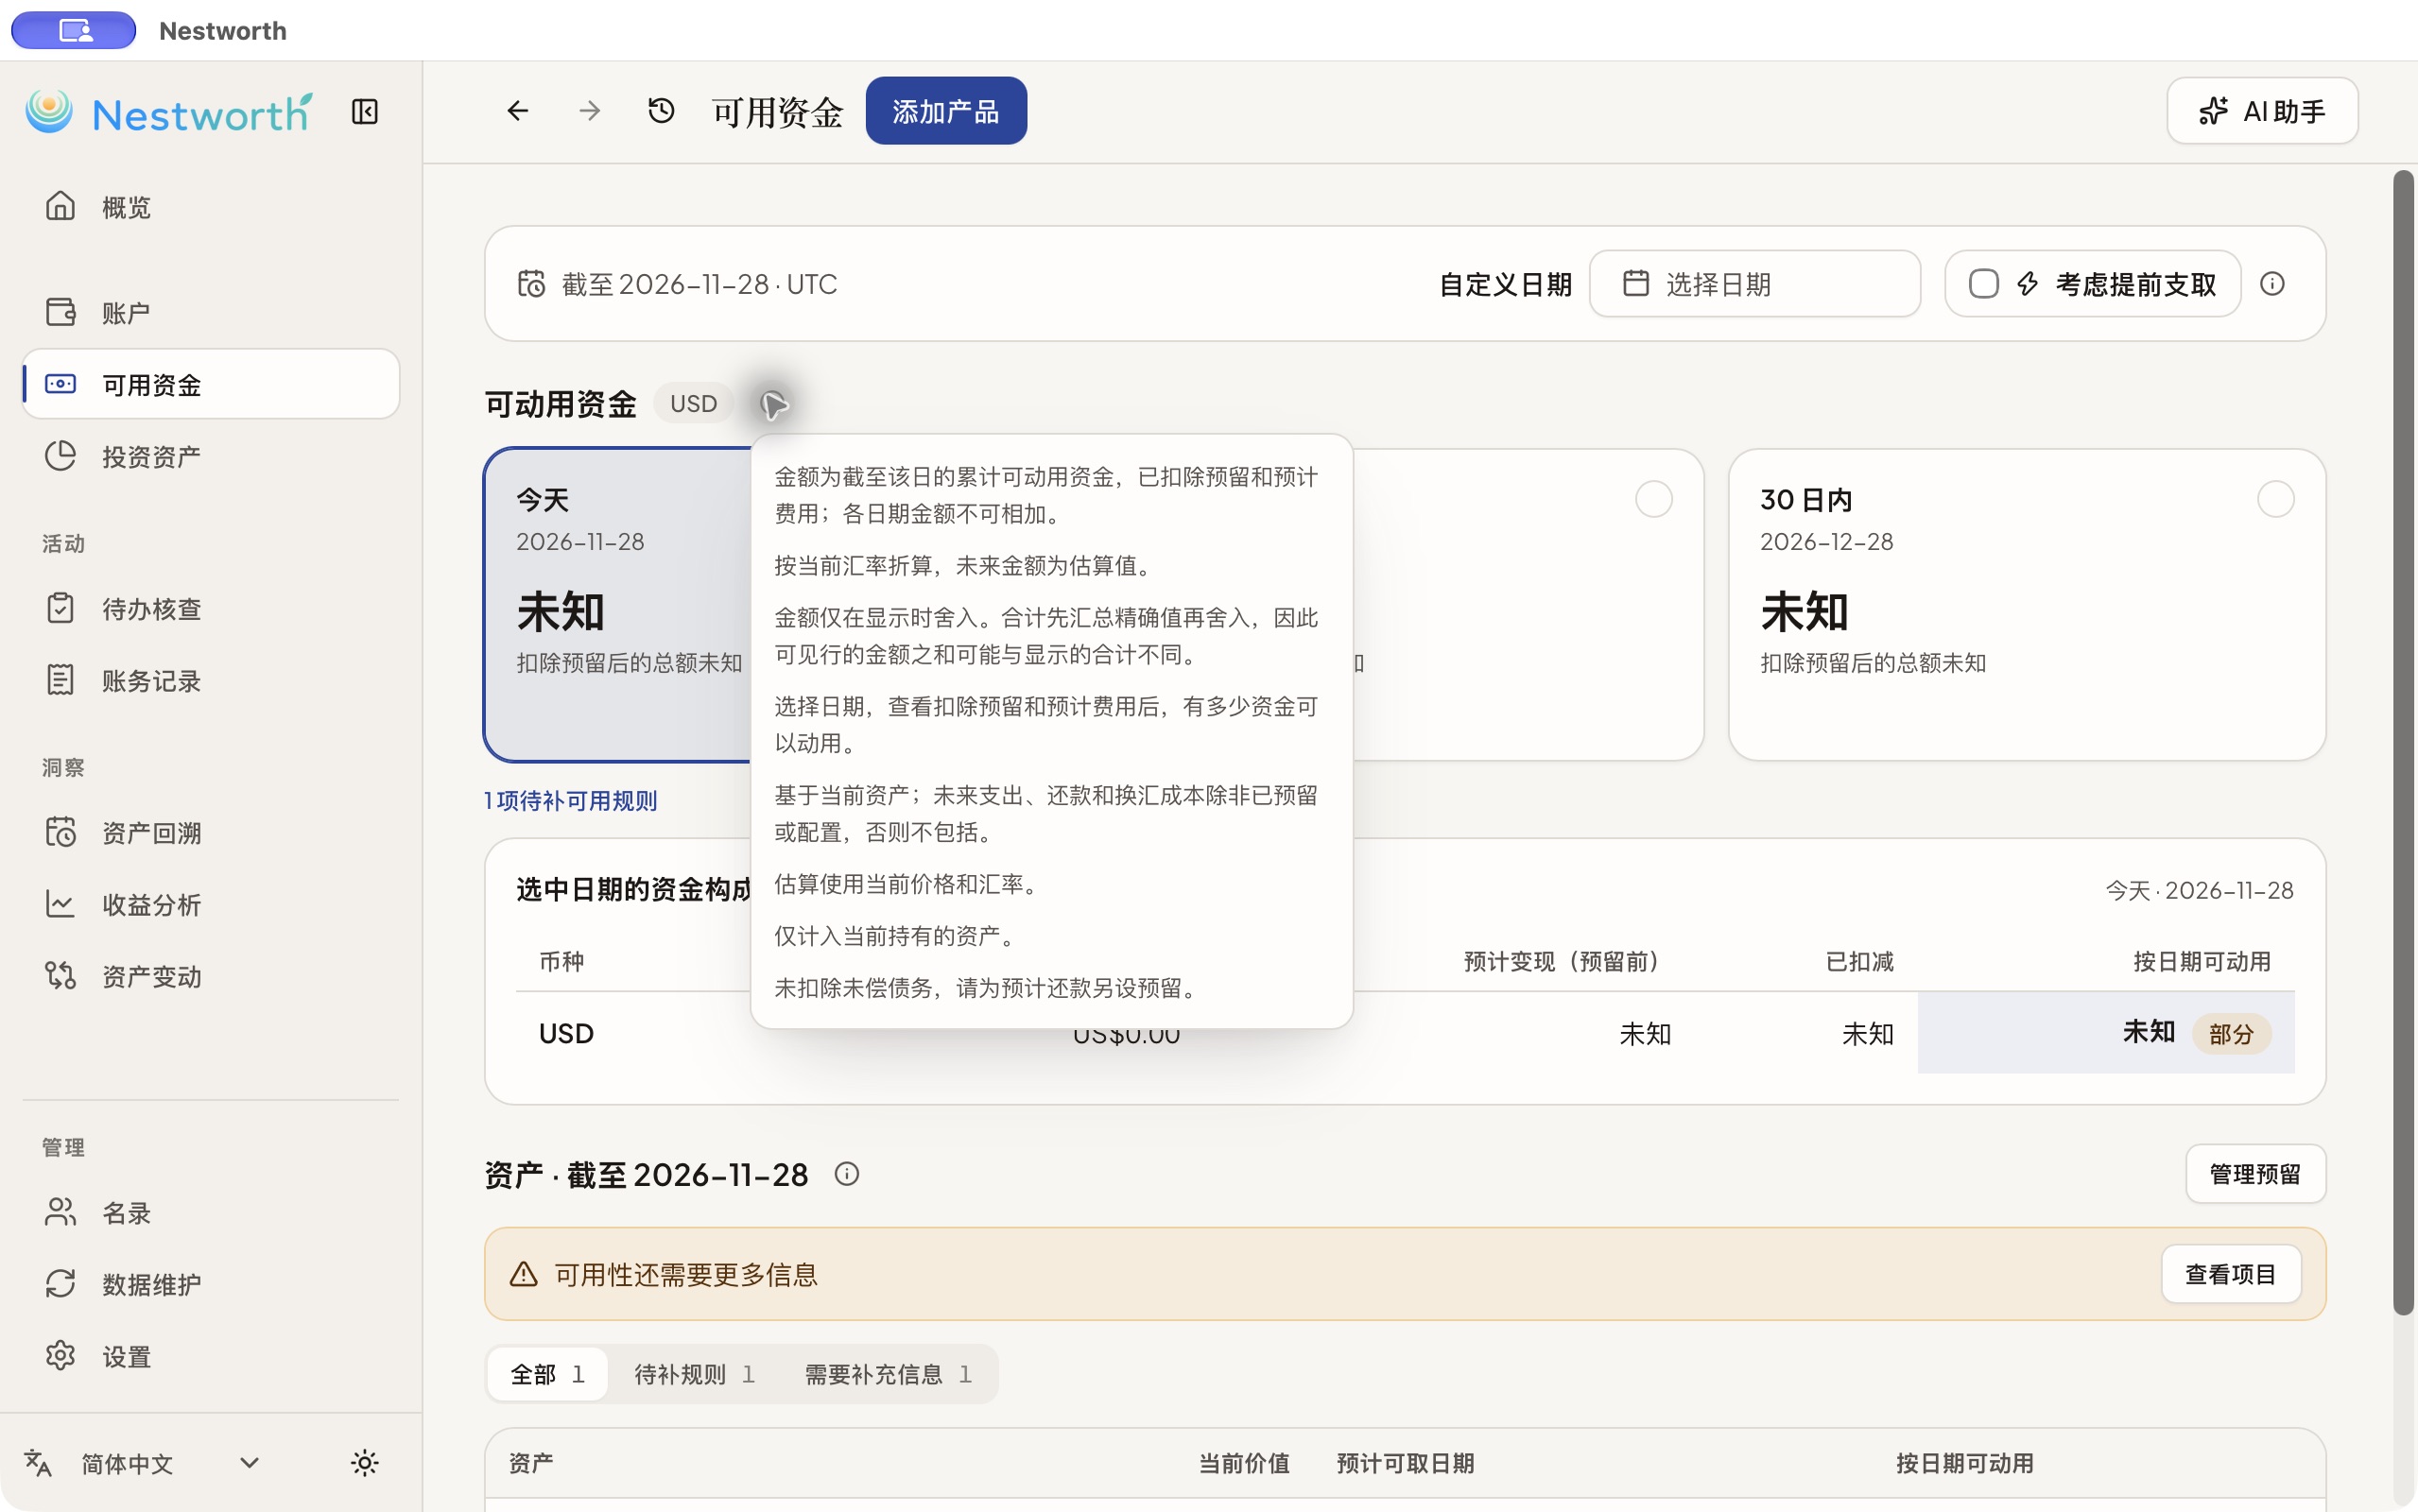 Nestworth
Nestworth
可用资金
添加产品
AI 助手
概览
账户
可用资金
投资资产
活动
待办核查
账务记录
洞察
资产回溯
收益分析
资产变动
管理
名录
数据维护
设置
简体中文
截至 2026-11-28 · UTC
自定义日期
选择日期
考虑提前支取
可动用资金
USD
今天
2026-11-28
未知
扣除预留后的总额未知
30 日内
2026-12-28
未知
扣除预留后的总额未知
金额为截至该日的累计可动用资金，已扣除预留和预计
费用；各日期金额不可相加。
按当前汇率折算，未来金额为估算值。
金额仅在显示时舍入。合计先汇总精确值再舍入，因此
可见行的金额之和可能与显示的合计不同。
选择日期，查看扣除预留和预计费用后，有多少资金可
以动用。
基于当前资产；未来支出、还款和换汇成本除非已预留
或配置，否则不包括。
估算使用当前价格和汇率。
仅计入当前持有的资产。
未扣除未偿债务，请为预计还款另设预留。
1 项待补可用规则
选中日期的资金构成
今天 · 2026-11-28
币种
预计变现（预留前）
已扣减
按日期可动用
USD
US$0.00
未知
未知
未知
部分
资产 · 截至 2026-11-28
管理预留
可用性还需要更多信息
查看项目
全部 1
待补规则 1
需要补充信息 1
资产
当前价值
预计可取日期
按日期可动用